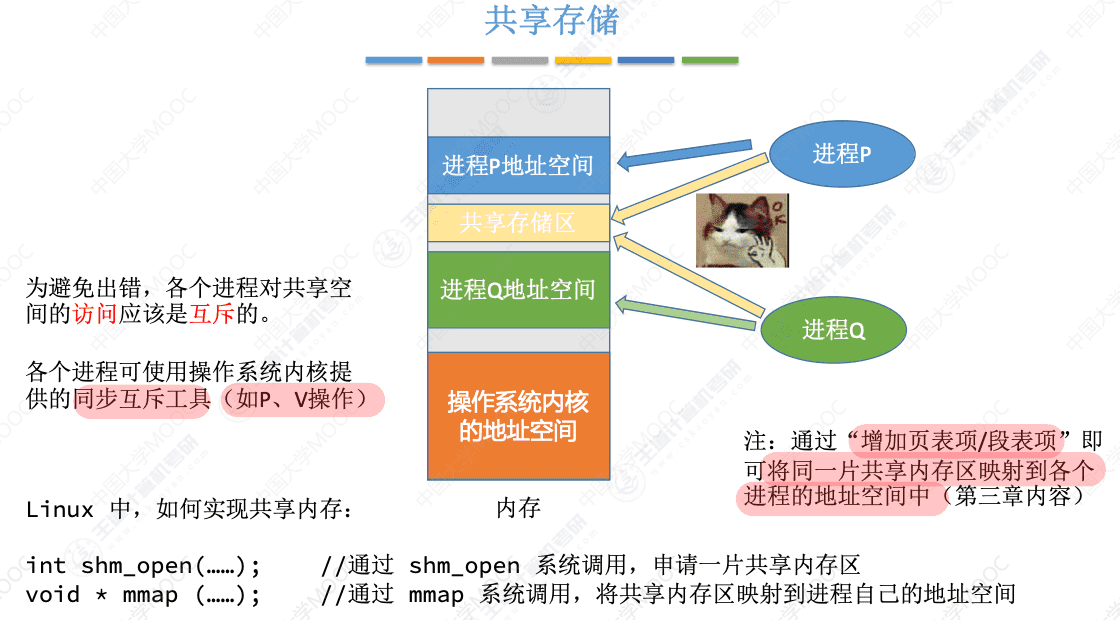 共享存储
进程P地址空间
进程P
共享存储区
OK
进程Q地址空间
进程Q
为避免出错，各个进程对共享空
间的访问应该是互斥的。
各个进程可使用操作系统内核提
供的同步互斥工具（如P、V操作）
操作系统内核
的地址空间
内存
注：通过“增加页表项/段表项”即
可将同一片共享内存区映射到各个
进程的地址空间中（第三章内容）
Linux 中，如何实现共享内存：
int shm_open(……); //通过 shm_open 系统调用，申请一片共享内存区
void * mmap (……); //通过 mmap 系统调用，将共享内存区映射到进程自己的地址空间
中国大学MOOC
王道计算机考研